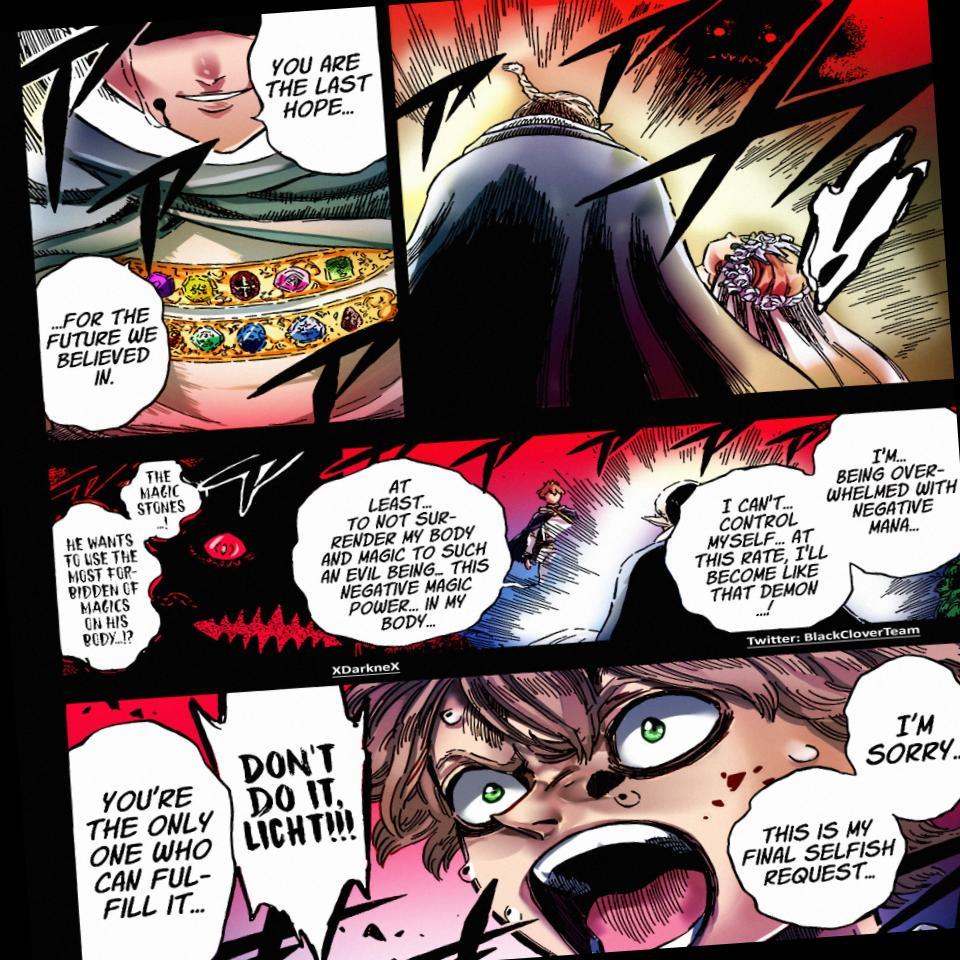 YOU ARE
THE LAST
HOPE...
...FOR THE
FUTURE WE
BELIEVED
IN.
THE
MAGIC
STONES
...!
HE WANTS
TO USE THE
MOST FOR-
BIDDEN OF
MAGICS
ON HIS
BODY...!?
AT
LEAST...
TO NOT SUR-
RENDER MY BODY
AND MAGIC TO SUCH
AN EVIL BEING... THIS
NEGATIVE MAGIC
POWER... IN MY
BODY...
I'M...
BEING OVER-
WHELMED WITH
NEGATIVE
MANA...
I CAN'T...
CONTROL
MYSELF... AT
THIS RATE, I'LL
BECOME LIKE
THAT DEMON
...!
XDarkneX
Twitter: BlackCloverTeam
I'M
SORRY...
THIS IS MY
FINAL SELFISH
REQUEST...
DON'T
DO IT,
LICHT!!!
YOU'RE
THE ONLY
ONE WHO
CAN FUL-
FILL IT...